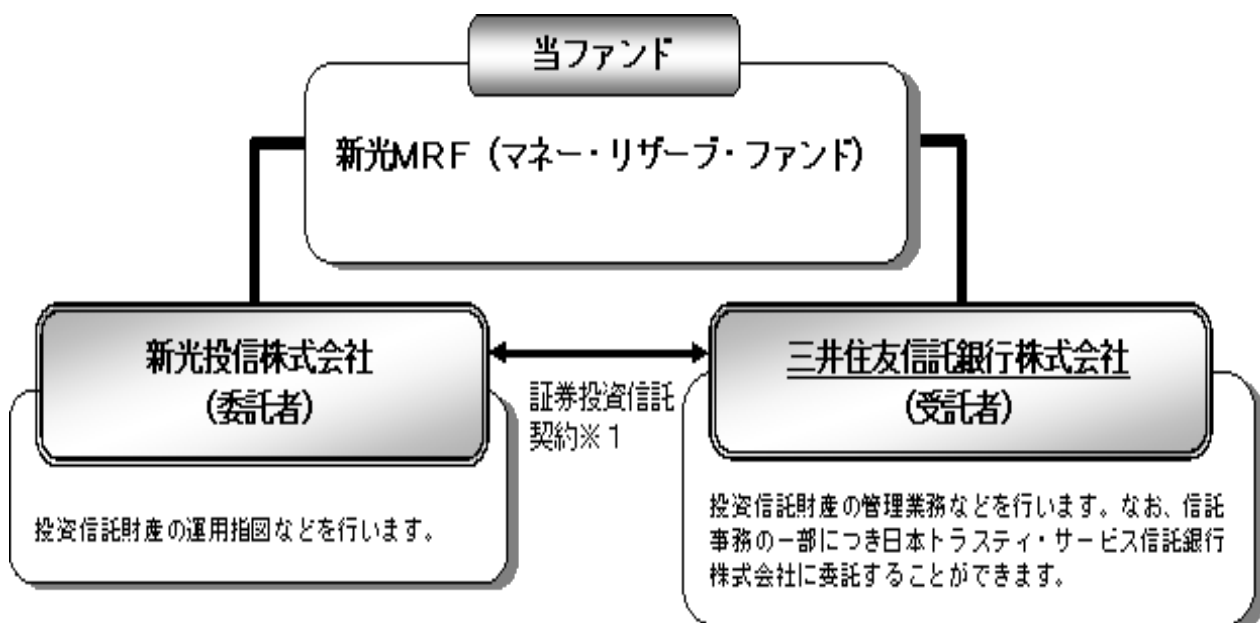 当ファンド
新光MRF（マネー・リザーブ・ファンド）
新光投信株式会社
（委託者）
投資信託財産の運用指図などを行います。
証券投資信託
契約※１
三井住友信託銀行株式会社
（受託者）
投資信託財産の管理業務などを行います。なお、信託
事務の一部につき日本トラスティ・サービス信託銀行
株式会社に委託することができます。